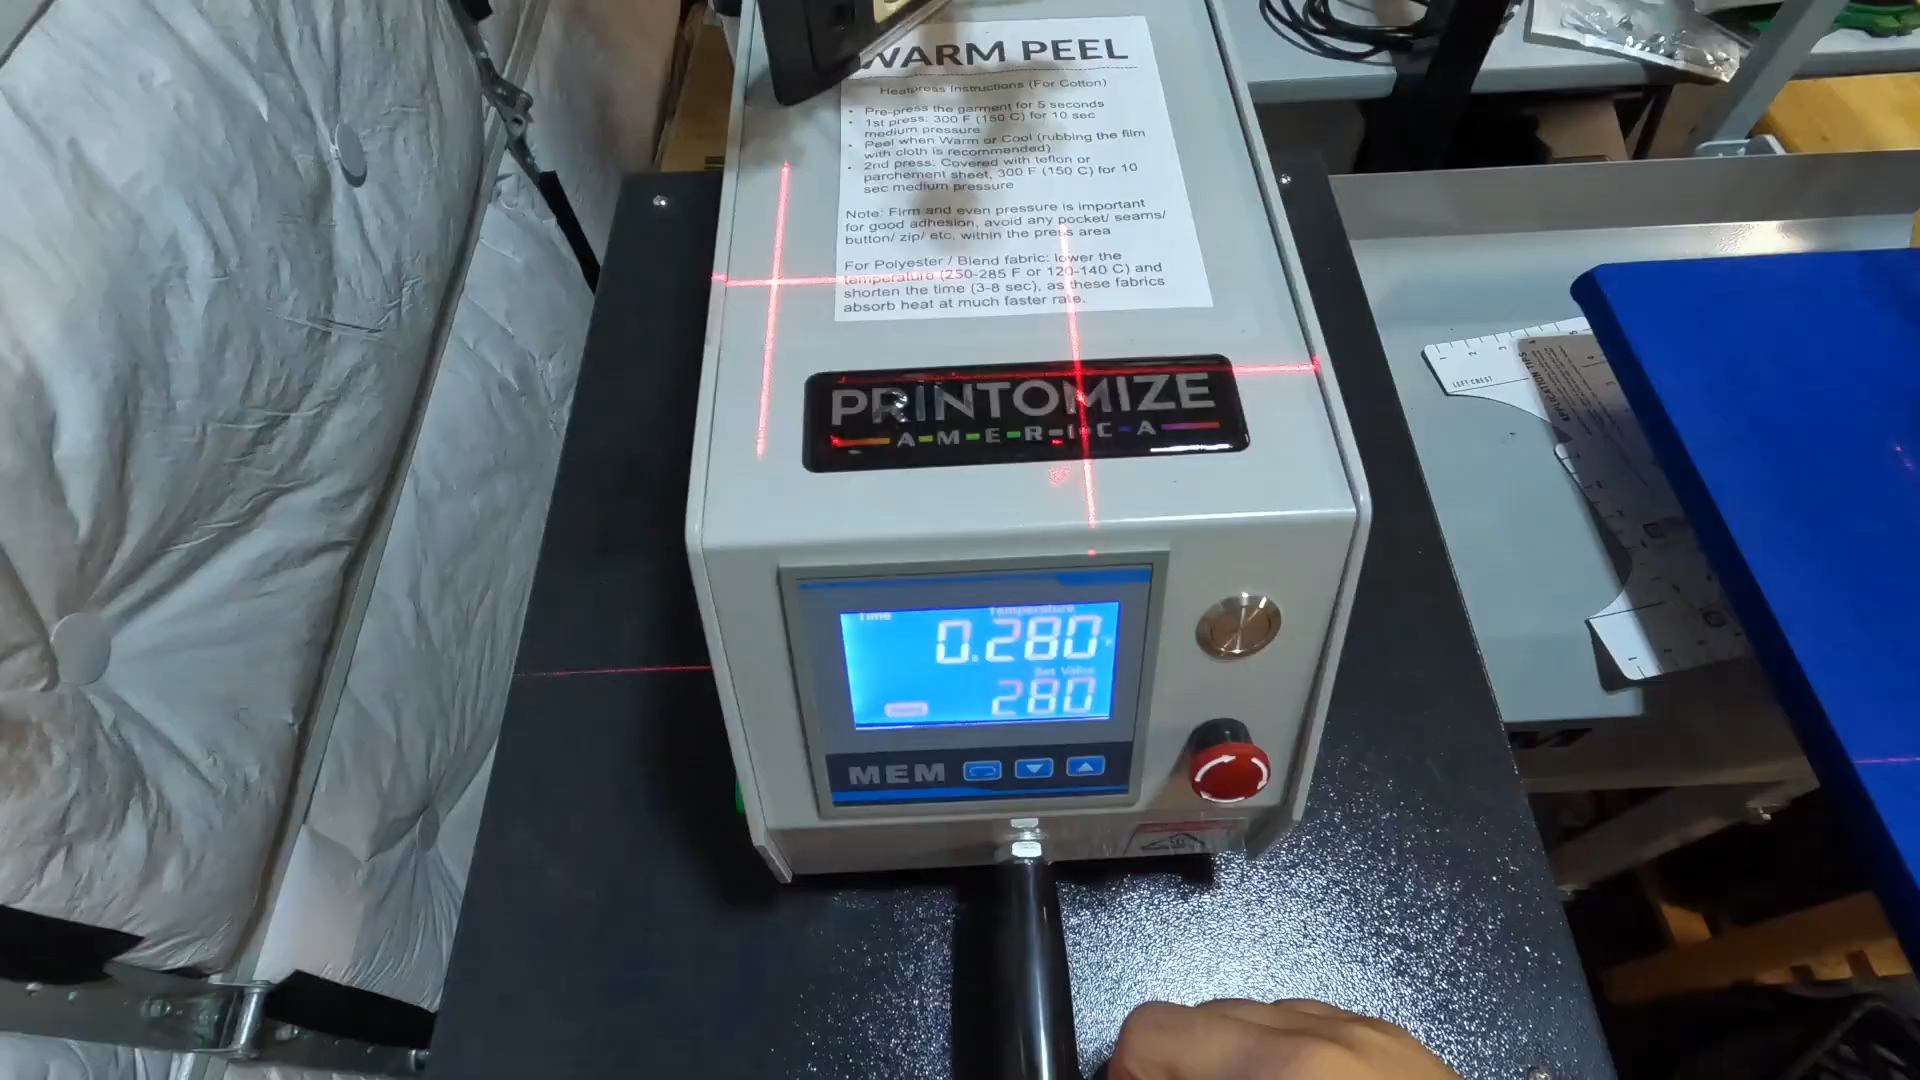 WARM PEEL
Heatpress Instructions (For Cotton)
• Pre-press the garment for 5 seconds
• 1st press: 300 F (150 C) for 10 sec
medium pressure
• Peel when Warm or Cool (rubbing the film
with cloth is recommended)
• 2nd press: Covered with teflon or
parchement sheet, 300 F (150 C) for 10
sec medium pressure
Note: Firm and even pressure is important
for good adhesion, avoid any pocket/ seams/
button/ zip/ etc, within the press area
For Polyester / Blend fabric: lower the
temperature (250-285 F or 120-140 C) and
shorten the time (3-8 sec), as these fabrics
absorb heat at much faster rate.
PRINTOMIZE
AMERICA
Time Temperature
0.280
Set Value
280
MEM
LEFT CREST
APPLICATION TIPS